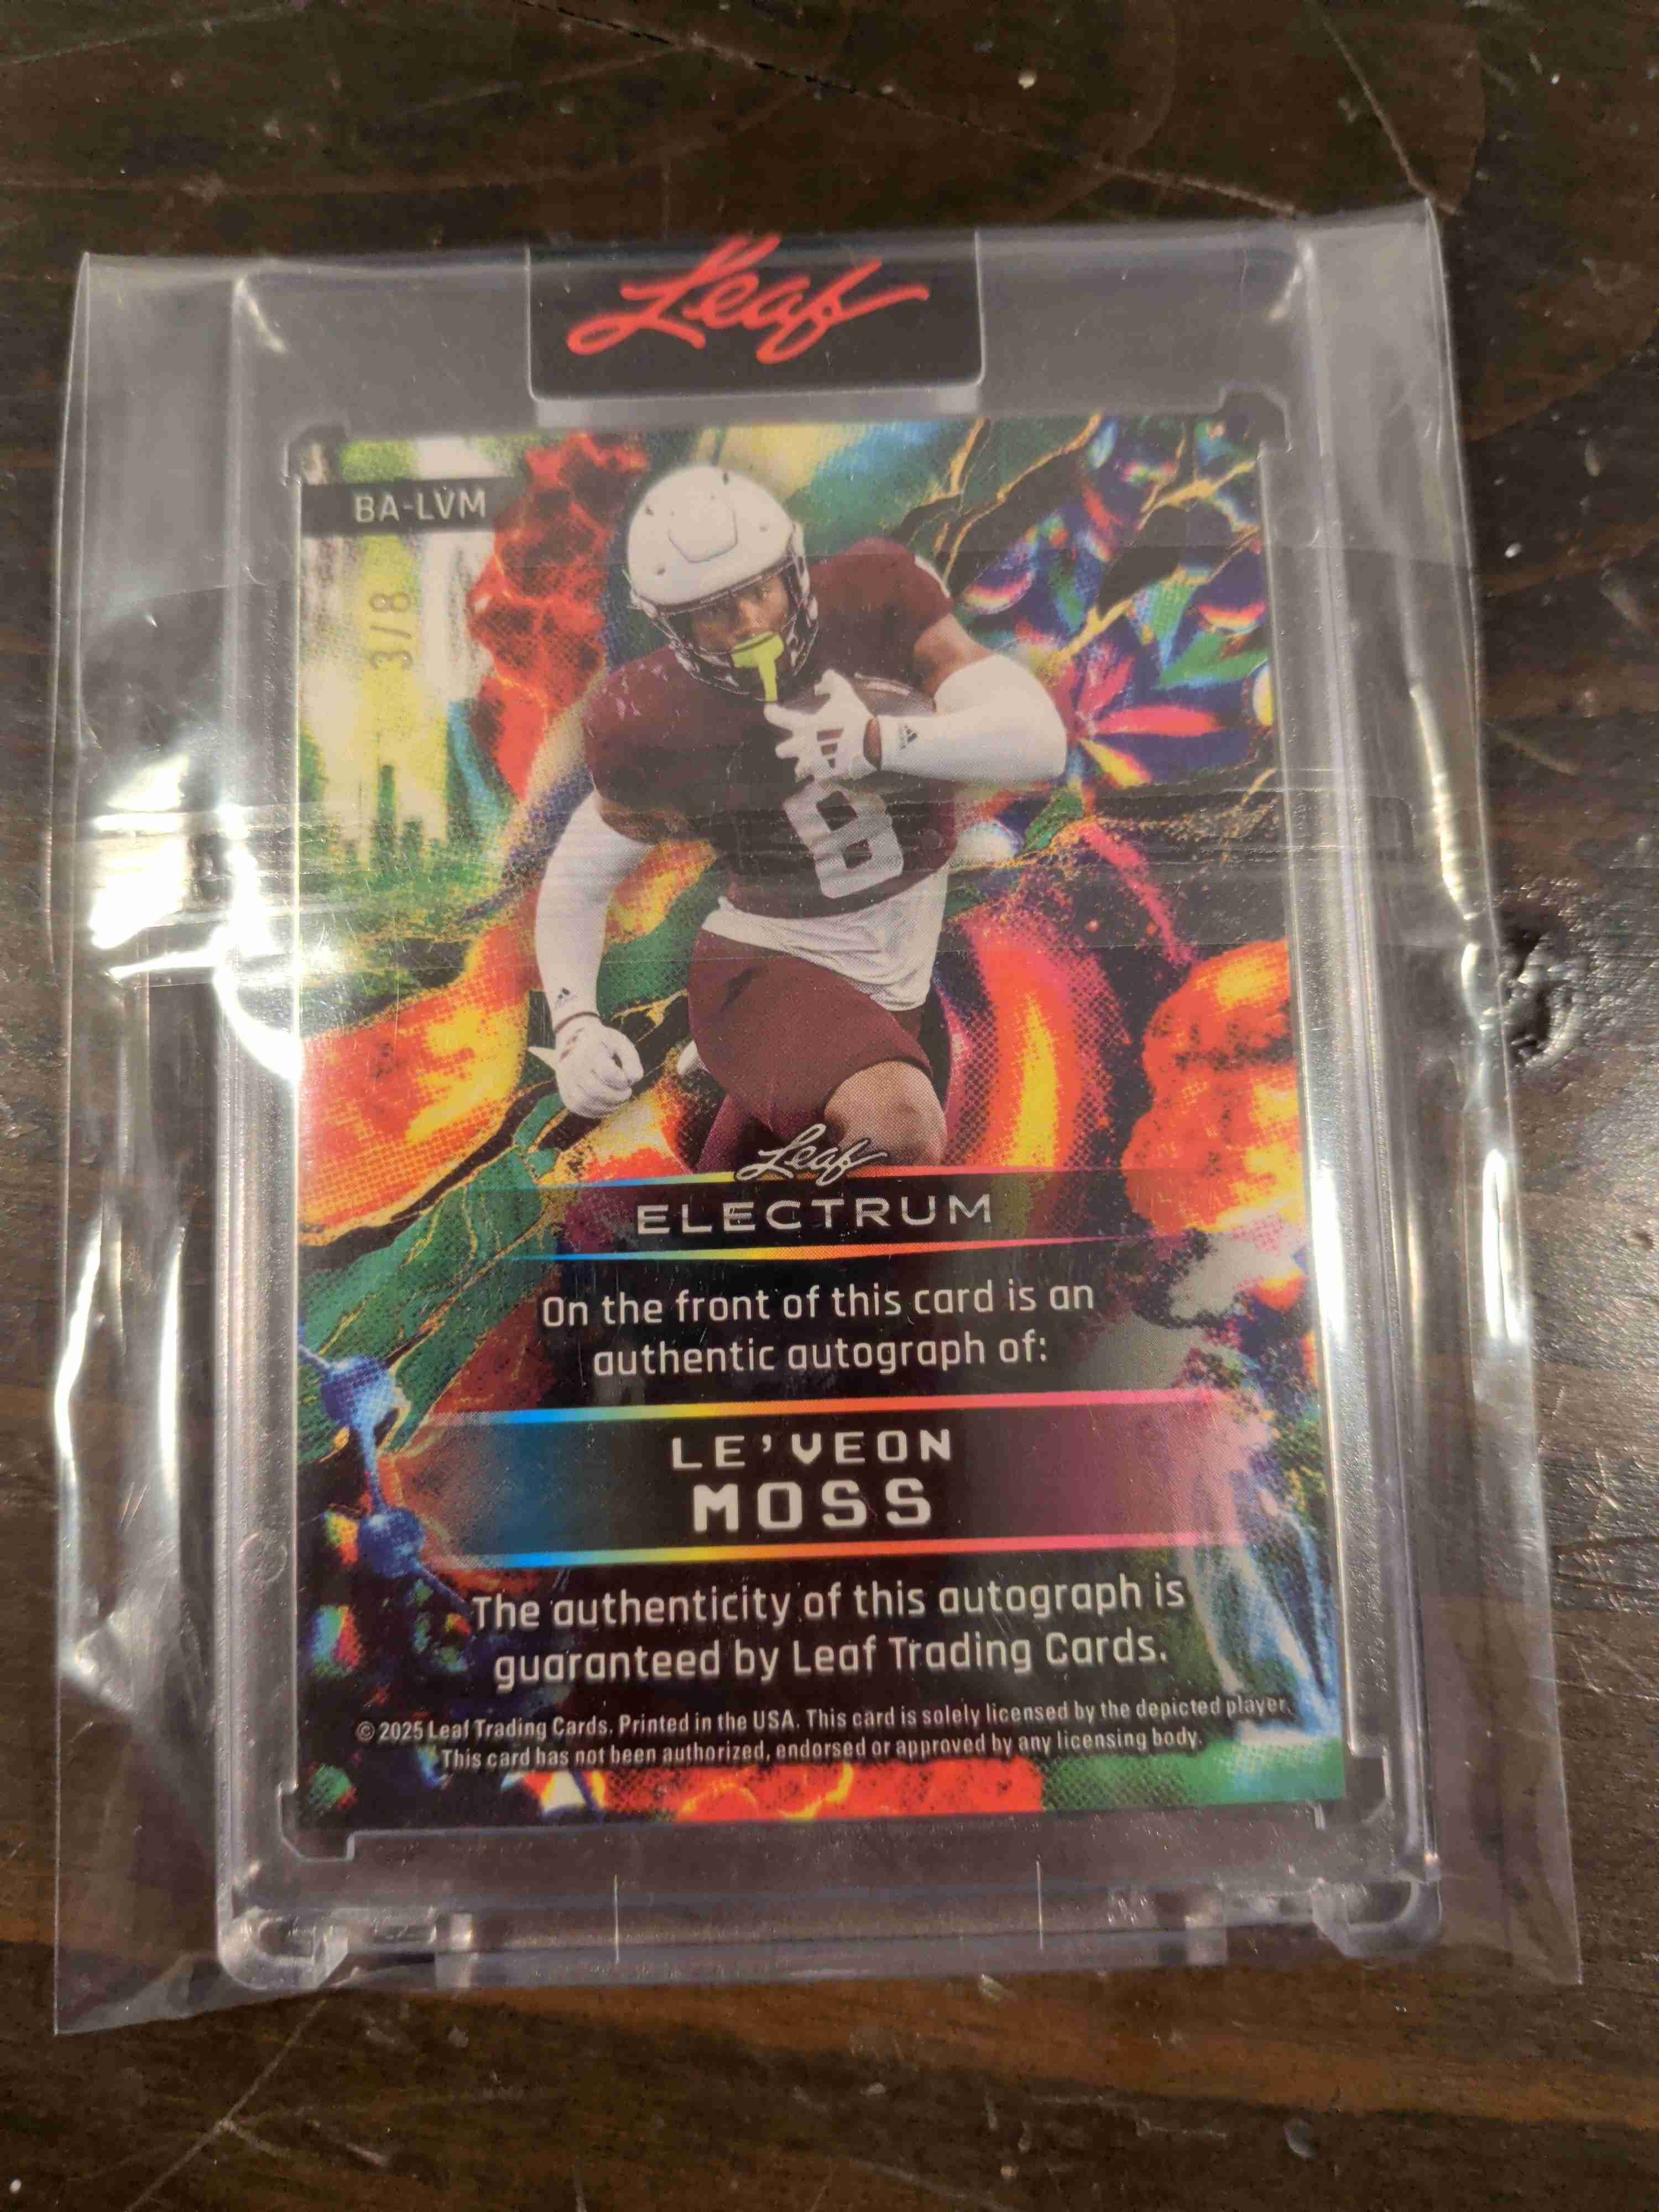 Leaf
BA-LVM
3/8
8
Leaf
ELECTRUM
On the front of this card is an
authentic autograph of:
LE'VEON
MOSS
The authenticity of this autograph is
guaranteed by Leaf Trading Cards.
© 2025 Leaf Trading Cards. Printed in the USA. This card is solely licensed by the depicted player.
This card has not been authorized, endorsed or approved by any licensing body.